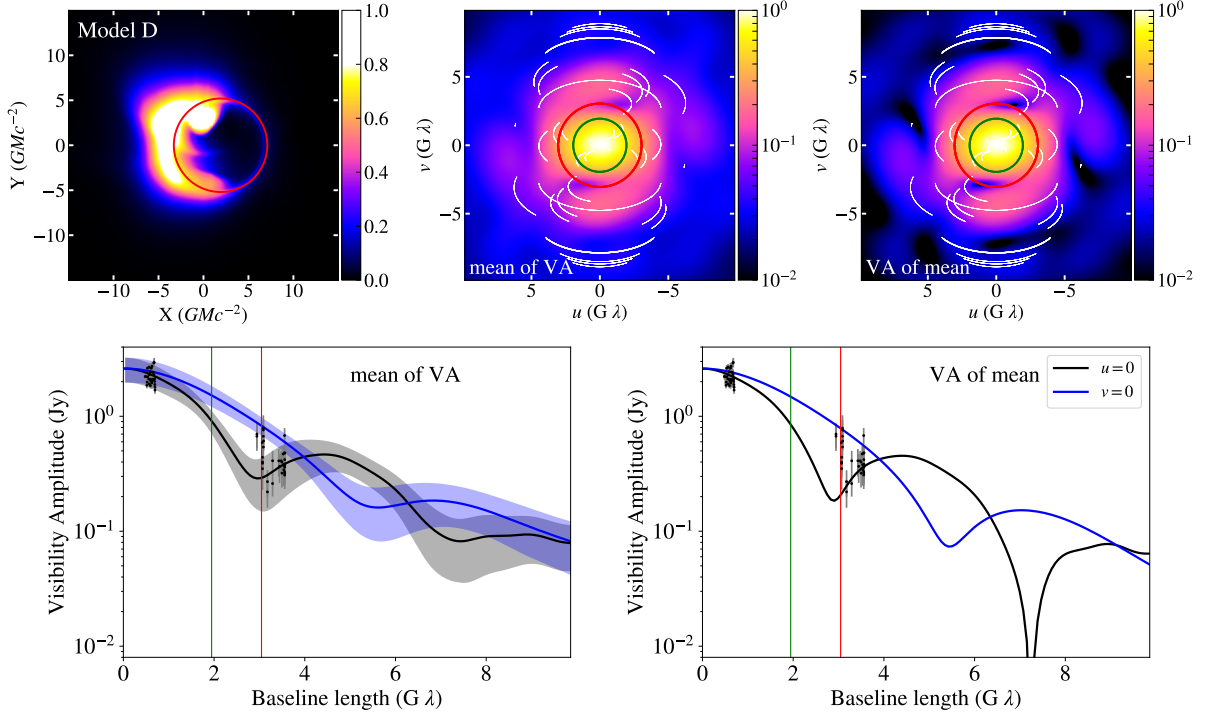 Model D
Y (GMc⁻²)
10
5
0
−5
−10
−10
−5
0
5
10
X (GMc⁻²)
1.0
0.8
0.6
0.4
0.2
0.0
mean of VA
v (G λ)
5
0
−5
5
0
−5
u (G λ)
10⁰
10⁻¹
10⁻²
VA of mean
v (G λ)
5
0
−5
5
0
−5
u (G λ)
10⁰
10⁻¹
10⁻²
mean of VA
Visibility Amplitude (Jy)
10⁰
10⁻¹
10⁻²
0
2
4
6
8
Baseline length (G λ)
VA of mean
u = 0
v = 0
Visibility Amplitude (Jy)
10⁰
10⁻¹
10⁻²
0
2
4
6
8
Baseline length (G λ)